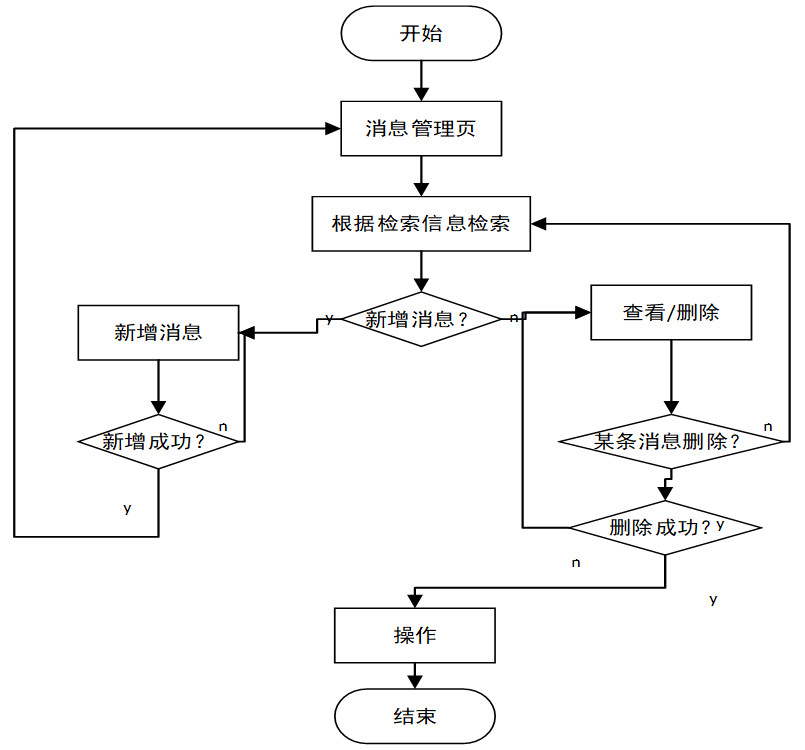 开始
消息管理页
根据检索信息检索
新增消息？
y
n
新增消息
查看/删除
新增成功？
n
某条消息删除？
n
y
删除成功？
y
n
y
操作
结束